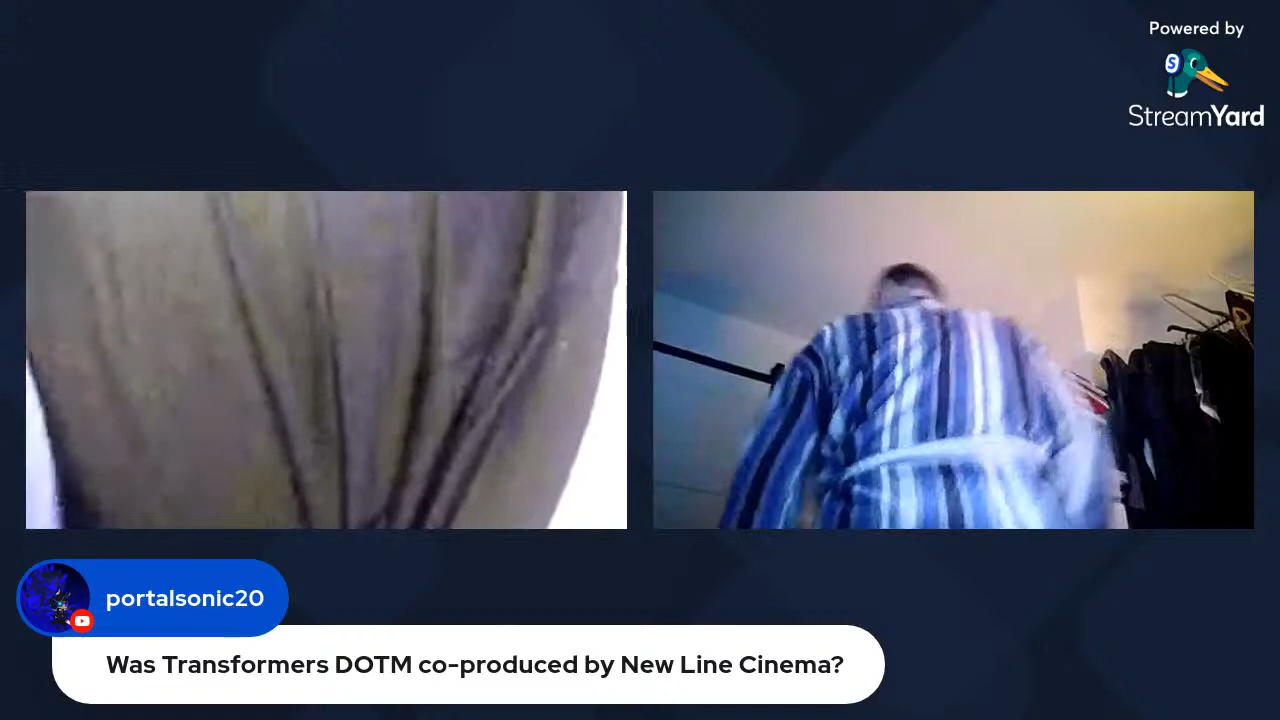 Powered by
S
StreamYard
portalsonic20
Was Transformers DOTM co-produced by New Line Cinema?